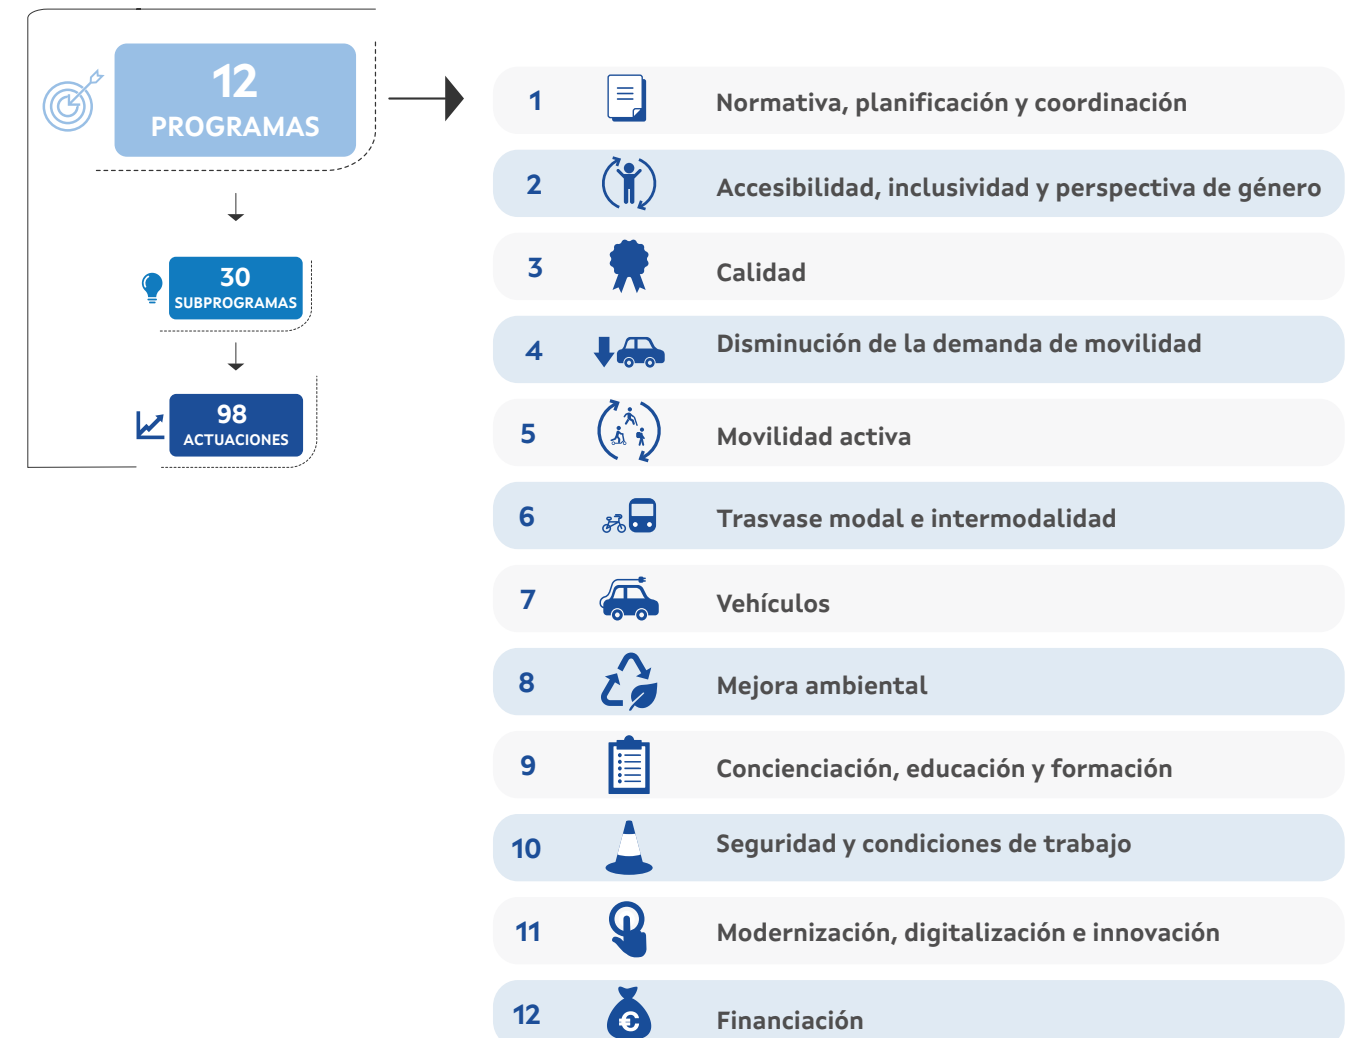 12
PROGRAMAS
30
SUBPROGRAMAS
98
ACTUACIONES
1 Normativa, planificación y coordinación
2 Accesibilidad, inclusividad y perspectiva de género
3 Calidad
4 Disminución de la demanda de movilidad
5 Movilidad activa
6 Trasvase modal e intermodalidad
7 Vehículos
8 Mejora ambiental
9 Concienciación, educación y formación
10 Seguridad y condiciones de trabajo
11 Modernización, digitalización e innovación
12 € Financiación